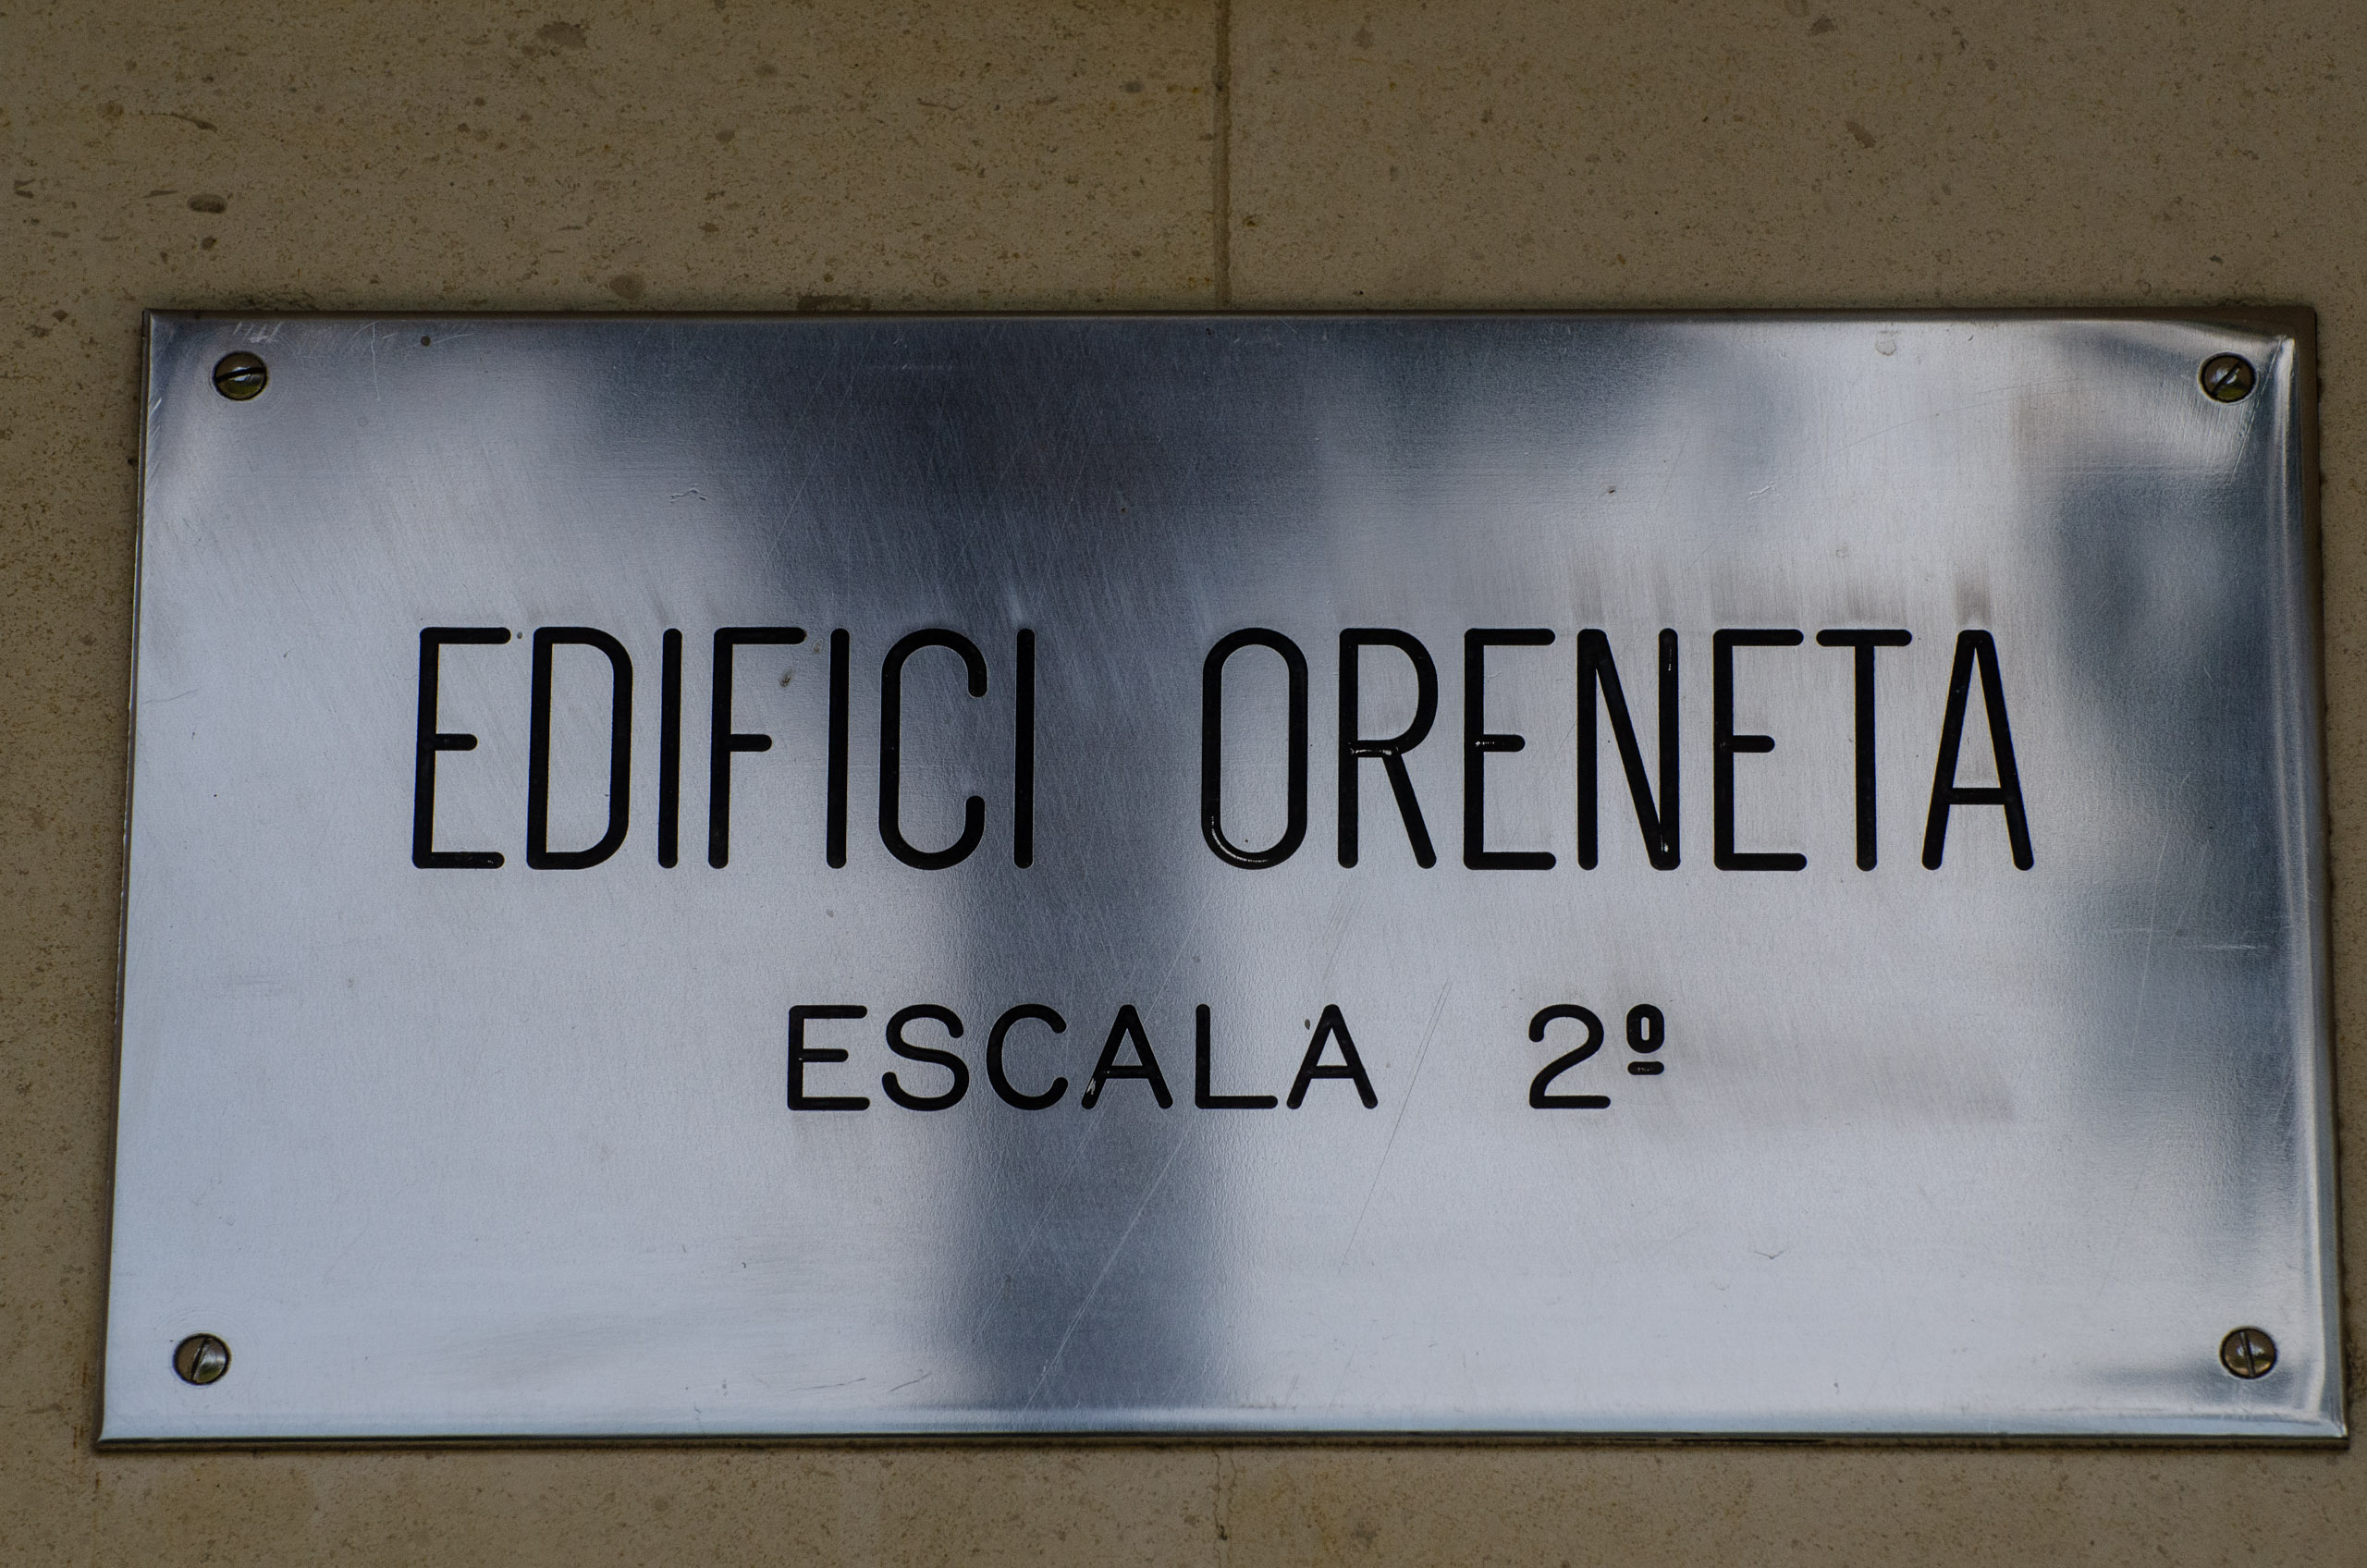 EDIFICI ORENETA
ESCALA 2º